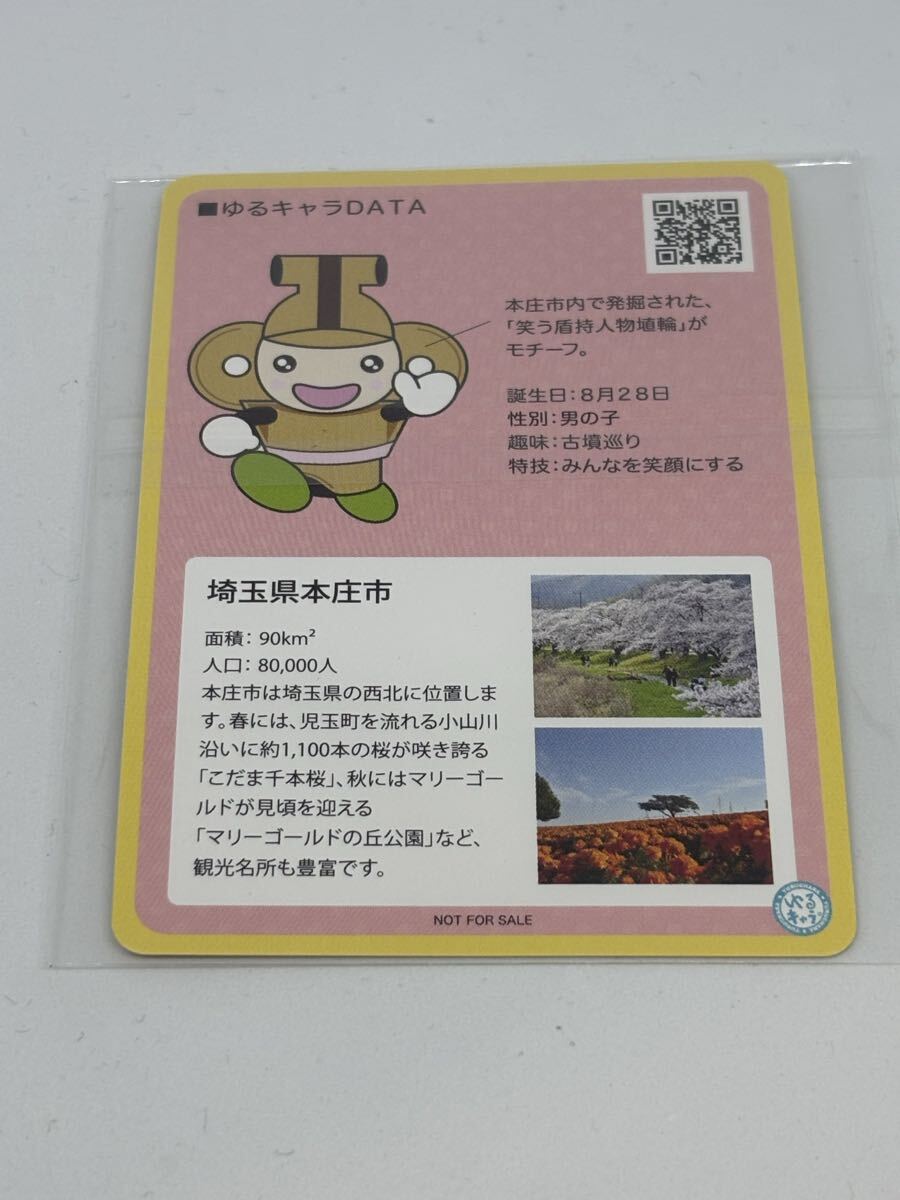 ■ゆるキャラDATA
本庄市内で発掘された、
「笑う盾持人物埴輪」が
モチーフ。
誕生日：8月28日
性別：男の子
趣味：古墳巡り
特技：みんなを笑顔にする
埼玉県本庄市
面積：90km²
人口：80,000人
本庄市は埼玉県の西北に位置しま
す。春には、児玉町を流れる小山川
沿いに約1,100本の桜が咲き誇る
「こだま千本桜」、秋にはマリーゴー
ルドが見頃を迎える
「マリーゴールドの丘公園」など、
観光名所も豊富です。
NOT FOR SALE
ゆる
キャラ®